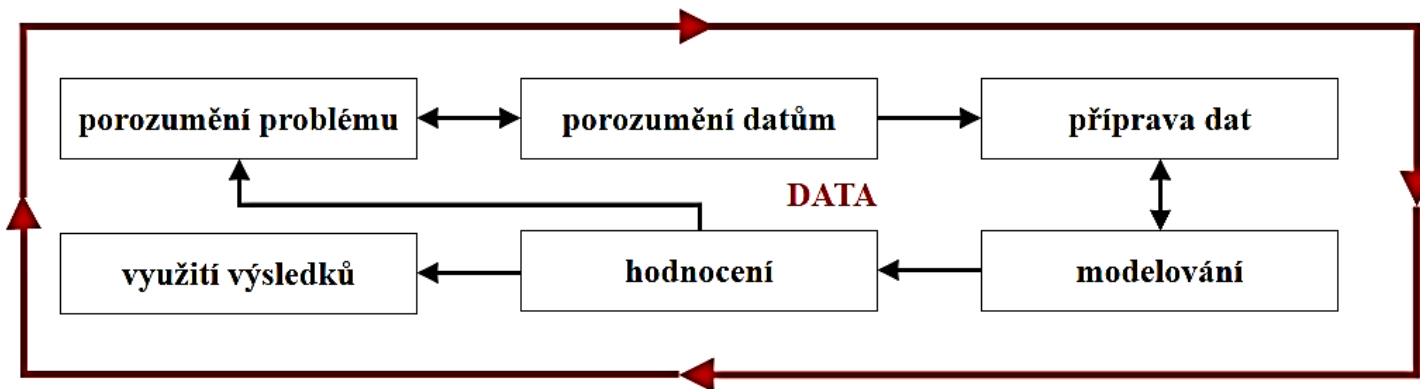 porozumění problému
porozumění datům
příprava dat
DATA
využití výsledků
hodnocení
modelování